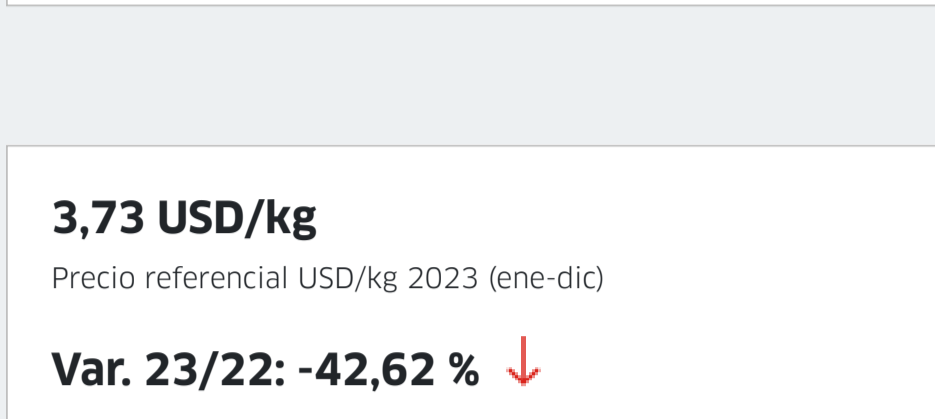 3,73 USD/kg
Precio referencial USD/kg 2023 (ene-dic)
Var. 23/22: -42,62 %